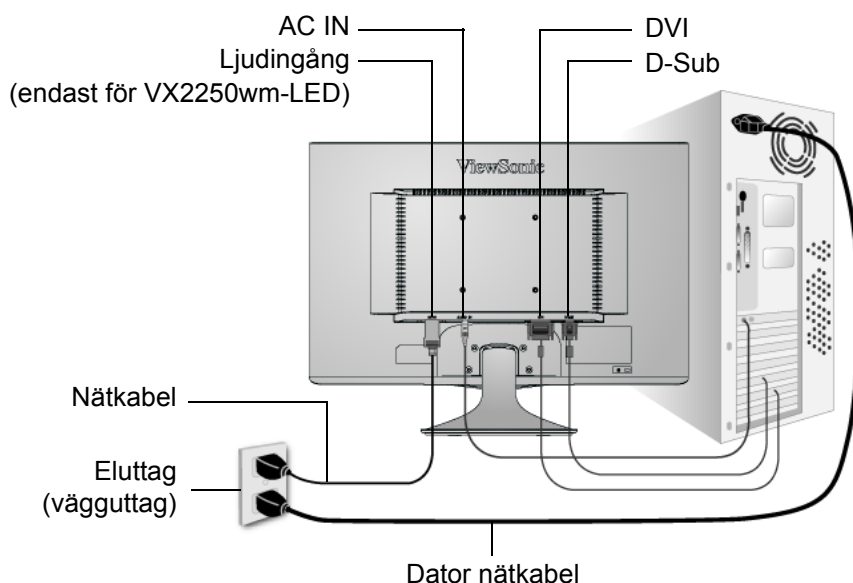 AC IN
Ljudingång
(endast för VX2250wm-LED)
DVI
D-Sub
ViewSonic
Nätkabel
Eluttag
(vägguttag)
Dator nätkabel